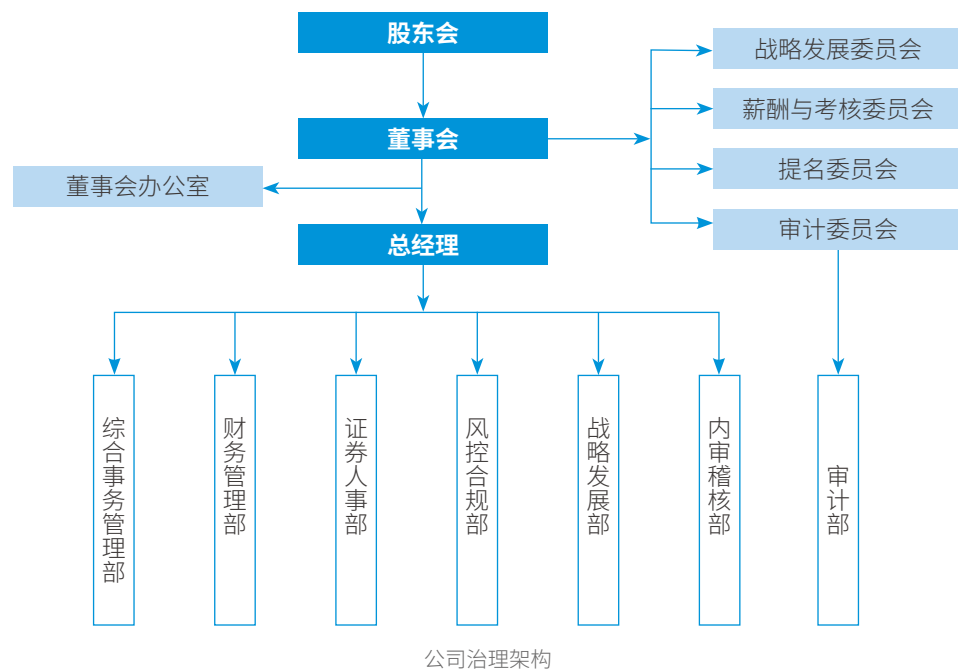 股东会
战略发展委员会
薪酬与考核委员会
董事会
提名委员会
董事会办公室
审计委员会
总经理
综合事务管理部
财务管理部
证券人事部
风控合规部
战略发展部
内审稽核部
审计部
公司治理架构